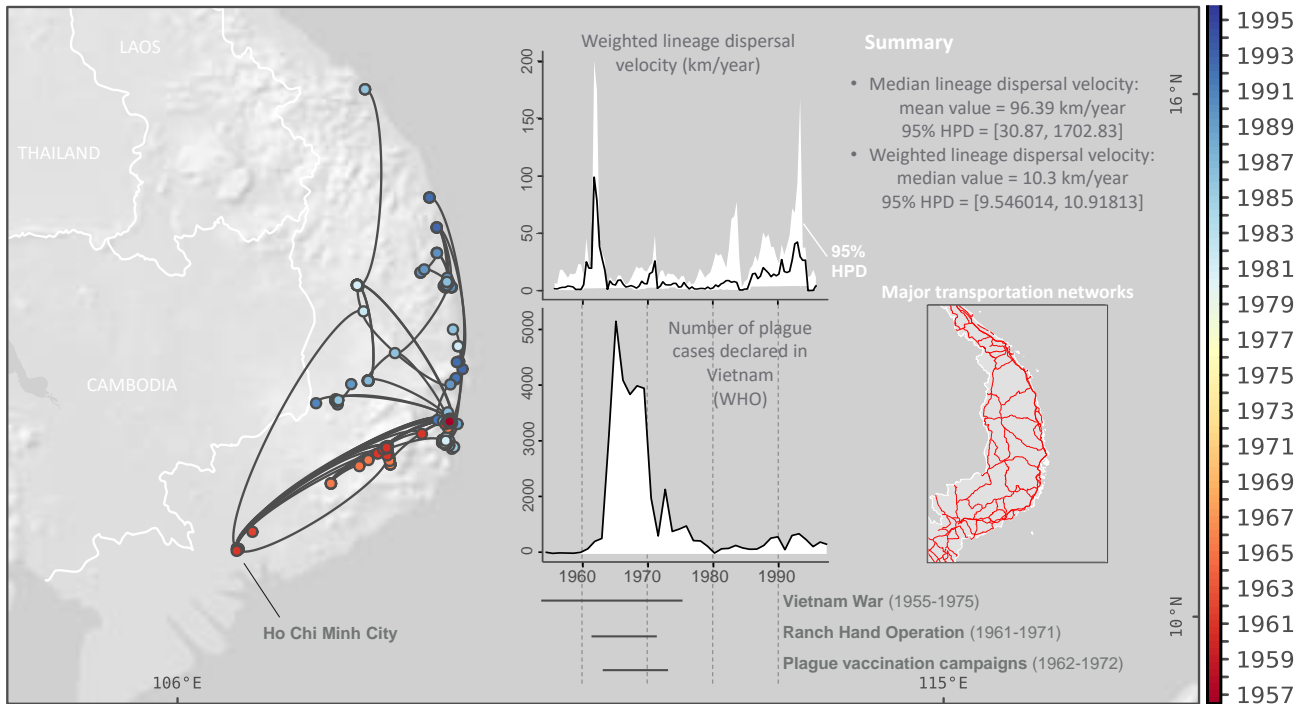 LAOS
THAILAND
CAMBODIA
Ho Chi Minh City
106°E
115°E
16°N
10°N
Weighted lineage dispersal
velocity (km/year)
200
150
100
50
0
95%
HPD
Number of plague
cases declared in
Vietnam
(WHO)
5000
4000
3000
2000
0
1960
1970
1980
1990
Vietnam War (1955-1975)
Ranch Hand Operation (1961-1971)
Plague vaccination campaigns (1962-1972)
Summary
• Median lineage dispersal velocity:
mean value = 96.39 km/year
95% HPD = [30.87, 1702.83]
• Weighted lineage dispersal velocity:
median value = 10.3 km/year
95% HPD = [9.546014, 10.91813]
Major transportation networks
1995
1993
1991
1989
1987
1985
1983
1981
1979
1977
1975
1973
1971
1969
1967
1965
1963
1961
1959
1957